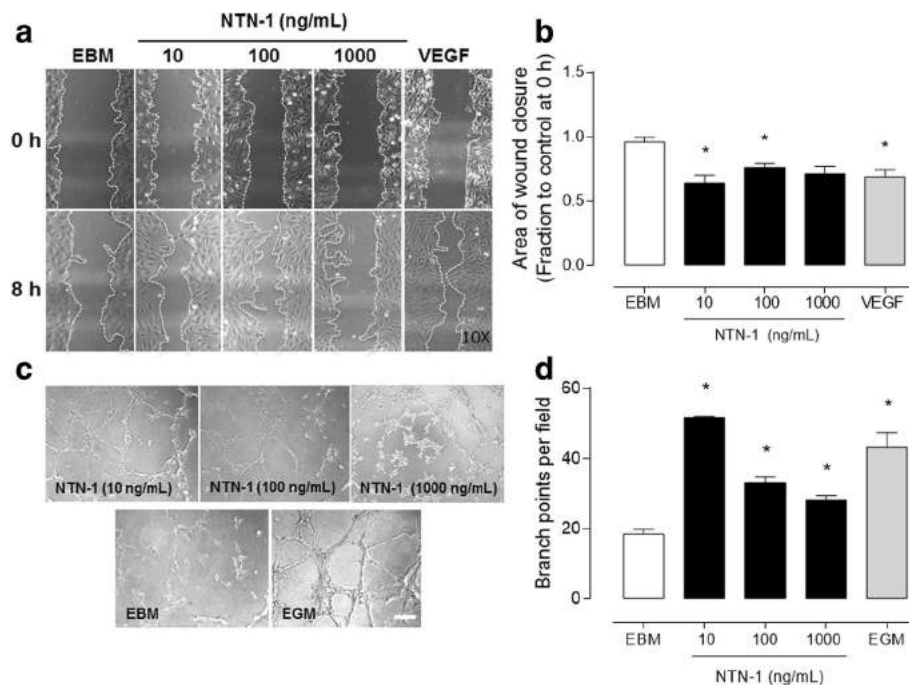 a
NTN-1 (ng/mL)
EBM 10 100 1000 VEGF
0 h
8 h
10X
b
Area of wound closure
(Fraction to control at 0 h)
1.5
1.0
0.5
0.0
* * *
EBM 10 100 1000 VEGF
NTN-1 (ng/mL)
c
NTN-1 (10 ng/mL) NTN-1 (100 ng/mL) NTN-1 (1000 ng/mL)
EBM EGM
d
Branch points per field
60
40
20
0
* * * *
EBM 10 100 1000 EGM
NTN-1 (ng/mL)